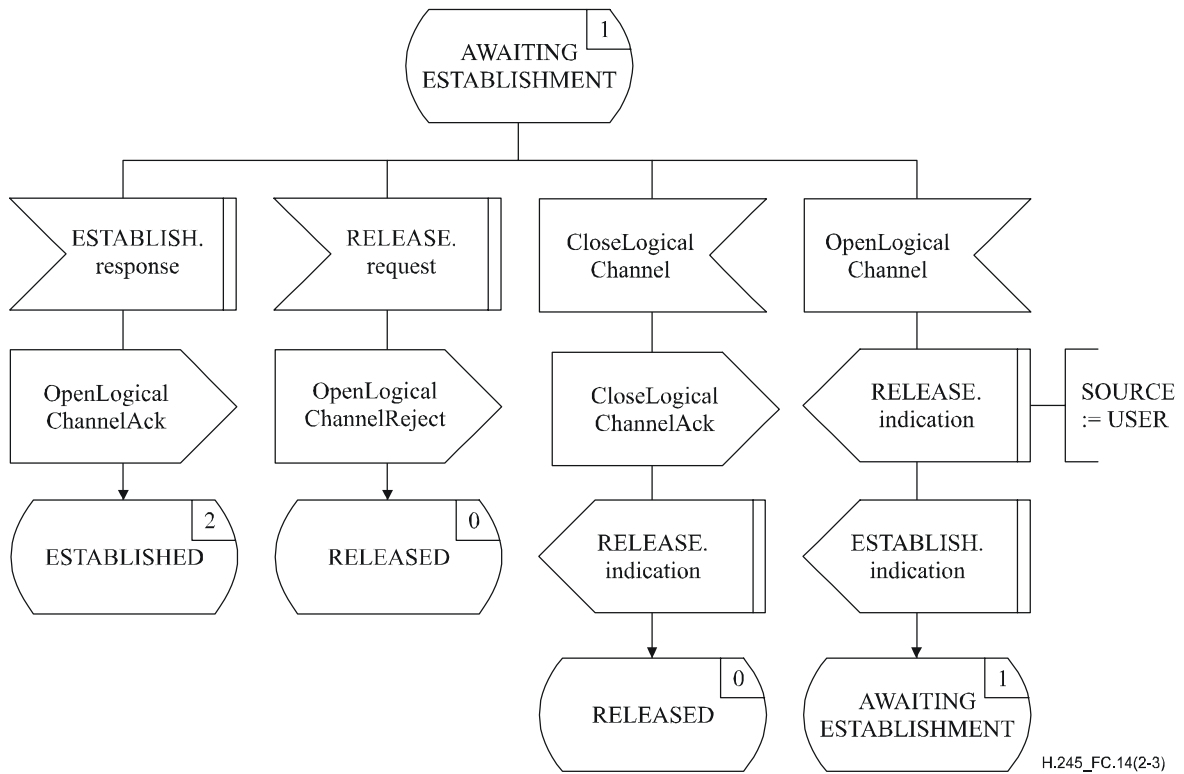 1
AWAITING
ESTABLISHMENT
ESTABLISH.
response
RELEASE.
request
CloseLogical
Channel
OpenLogical
Channel
OpenLogical
ChannelAck
OpenLogical
ChannelReject
CloseLogical
ChannelAck
RELEASE.
indication
SOURCE
:= USER
2
ESTABLISHED
0
RELEASED
RELEASE.
indication
ESTABLISH.
indication
0
RELEASED
1
AWAITING
ESTABLISHMENT
H.245_FC.14(2-3)